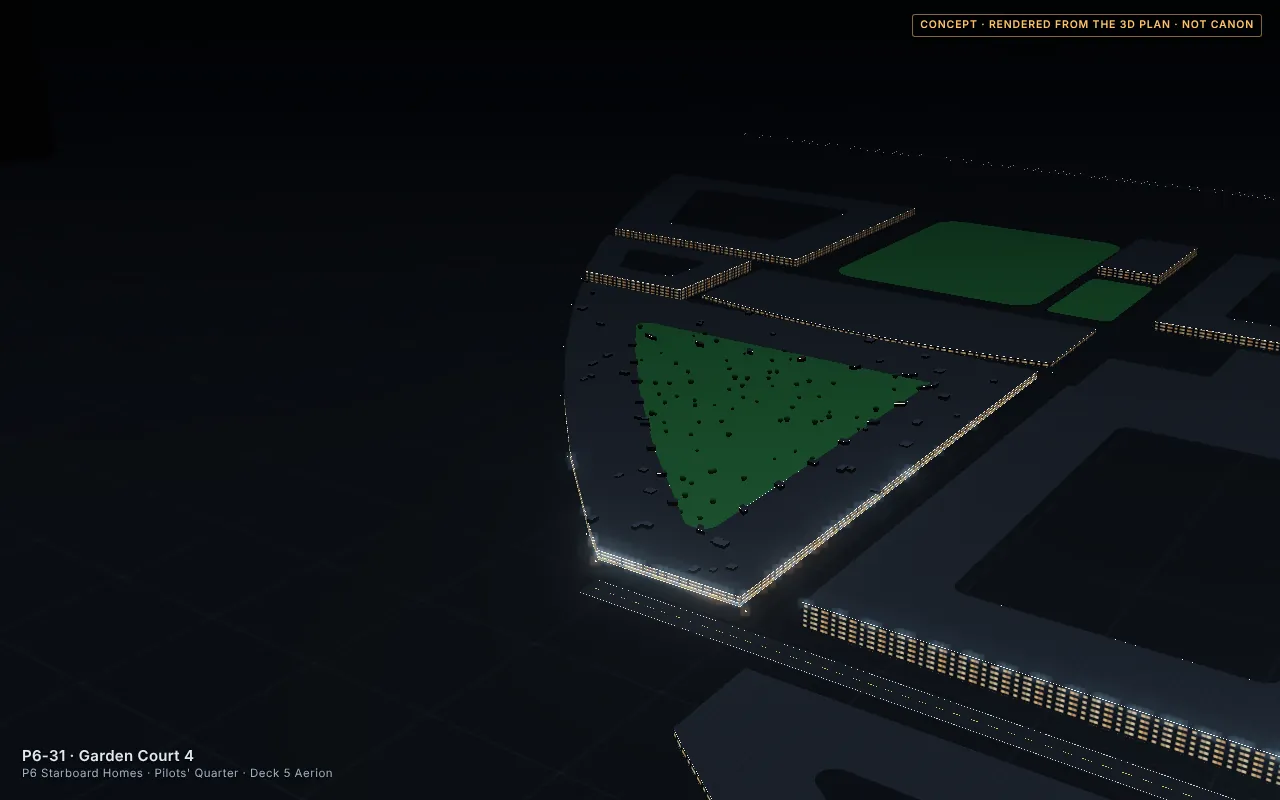 CONCEPT · RENDERED FROM THE 3D PLAN · NOT CANON
P6-31 · Garden Court 4
P6 Starboard Homes · Pilots' Quarter · Deck 5 Aerion